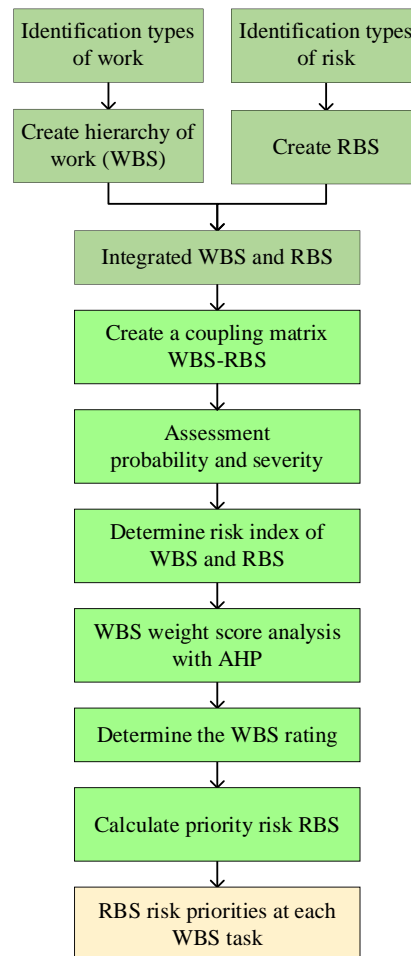 Identification types
of work
Identification types
of risk
Create hierarchy of
work (WBS)
Create RBS
Integrated WBS and RBS
Create a coupling matrix
WBS-RBS
Assessment
probability and severity
Determine risk index of
WBS and RBS
WBS weight score analysis
with AHP
Determine the WBS rating
Calculate priority risk RBS
RBS risk priorities at each
WBS task